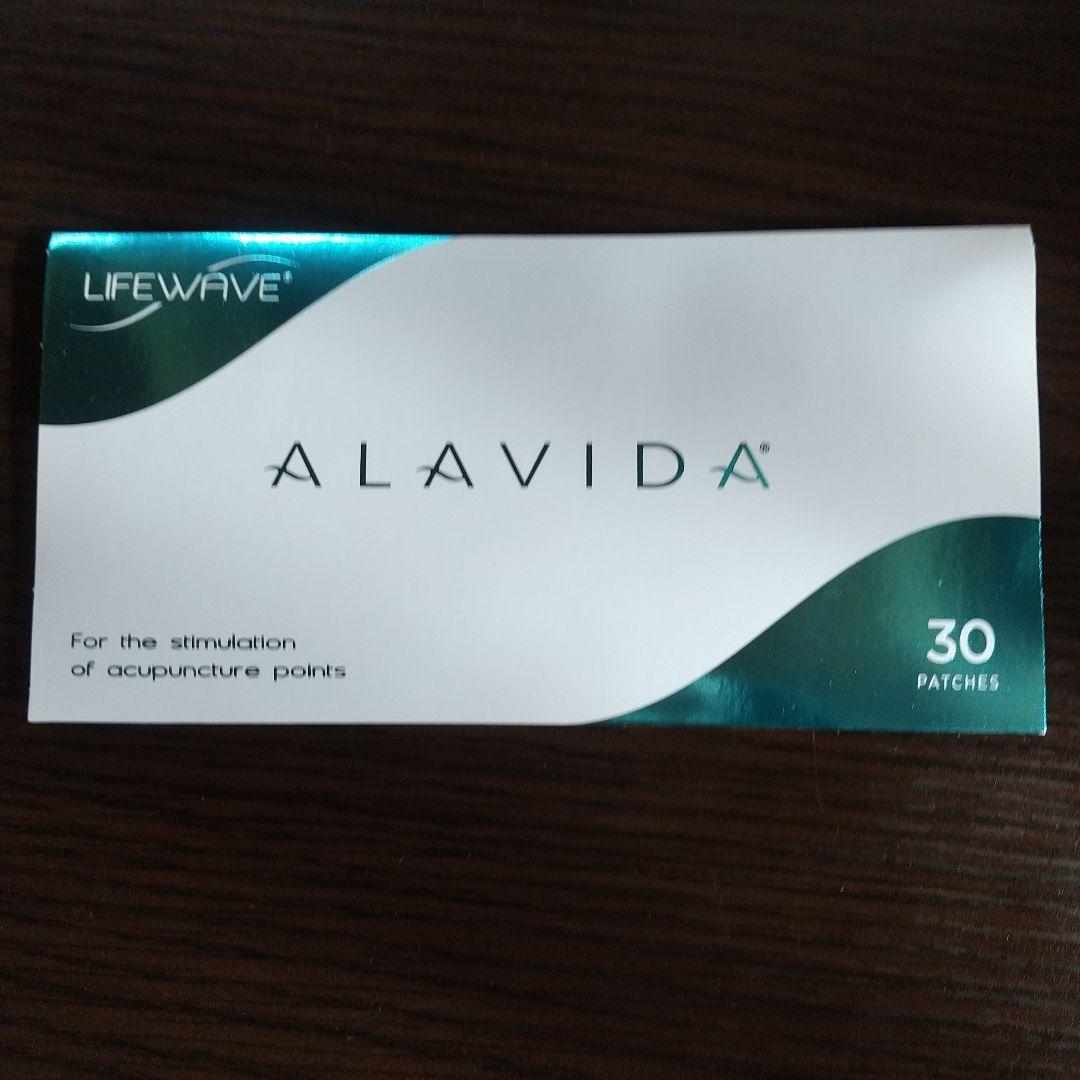 LIFEWAVE®
ALAVIDA®
For the stimulation
of acupuncture points
30
PATCHES